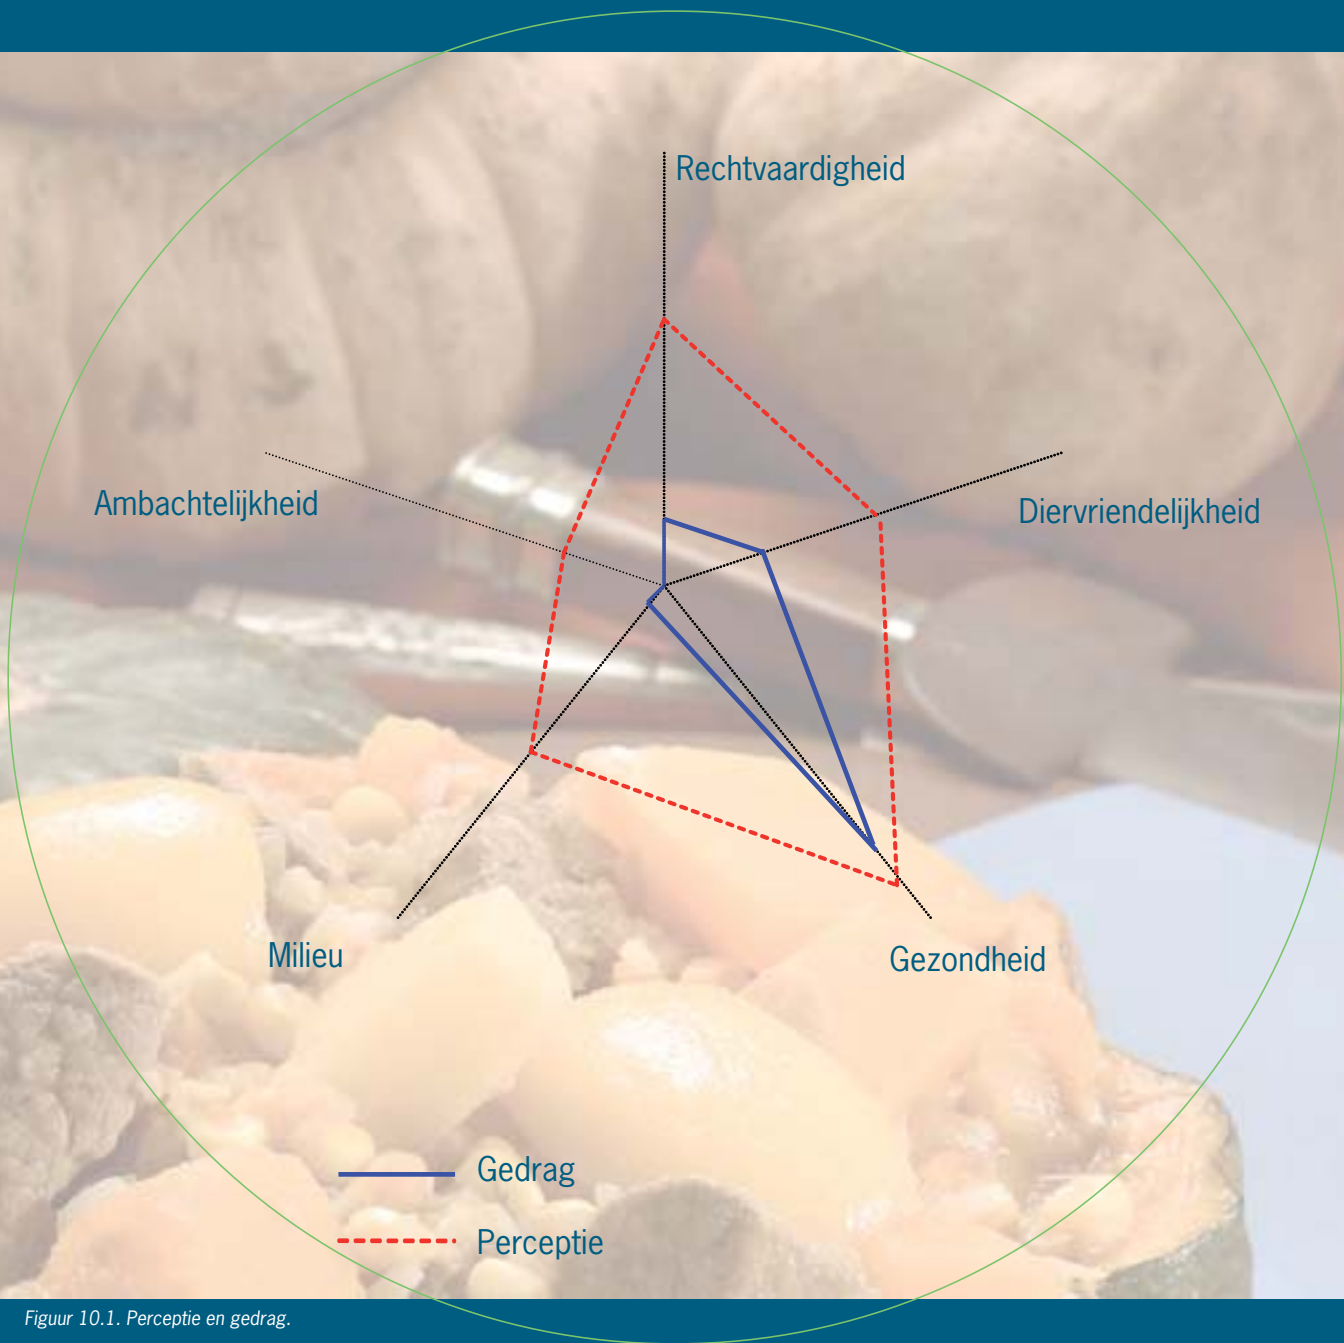 Rechtvaardigheid
Ambachtelijkheid
Diervriendelijkheid
Milieu
Gezondheid
Gedrag
Perceptie
Figuur 10.1. Perceptie en gedrag.